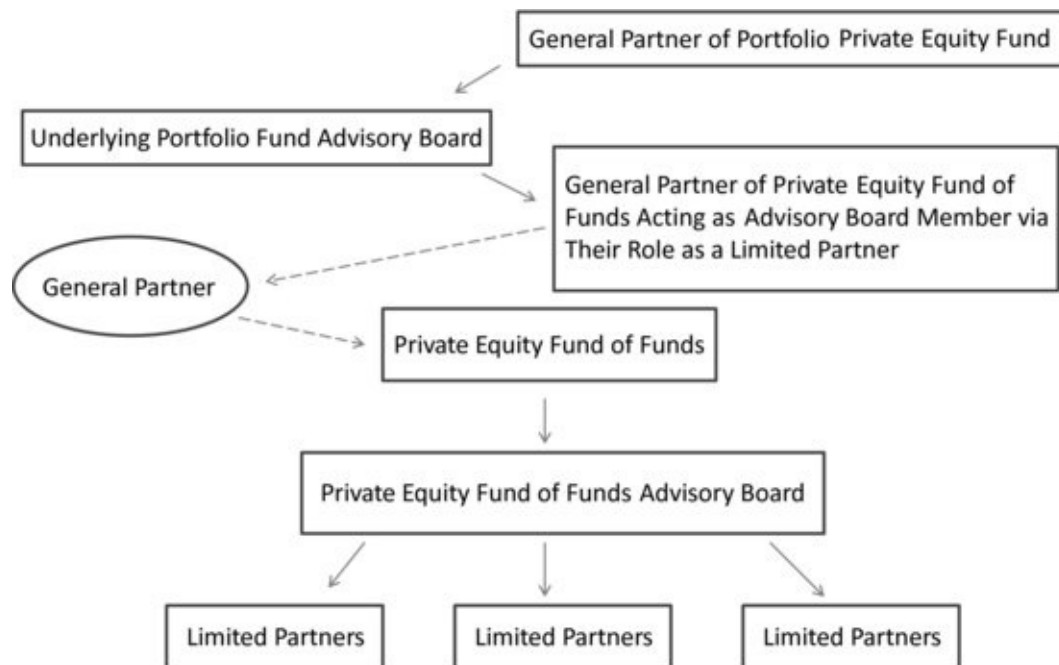 General Partner of Portfolio Private Equity Fund
Underlying Portfolio Fund Advisory Board
General Partner of Private Equity Fund of
Funds Acting as Advisory Board Member via
Their Role as a Limited Partner
General Partner
Private Equity Fund of Funds
Private Equity Fund of Funds Advisory Board
Limited Partners
Limited Partners
Limited Partners